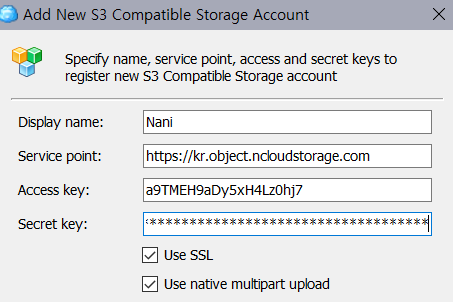 Add New S3 Compatible Storage Account
Specify name, service point, access and secret keys to
register new S3 Compatible Storage account
Display name: Nani
Service point: https://kr.object.ncloudstorage.com
Access key: a9TMEH9aDy5xH4Lz0hj7
Secret key: ***************************************
Use SSL
Use native multipart upload